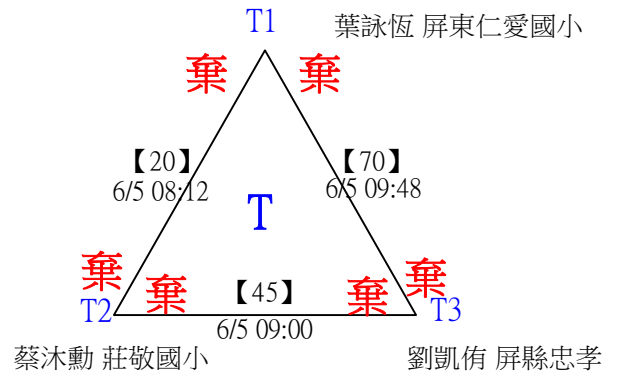 T1
葉詠恆 屏東仁愛國小
棄 棄
【20】
6/5 08:12
【70】
6/5 09:48
T
棄 棄
【45】
棄 棄
T2
T3
6/5 09:00
蔡沐勳 莊敬國小
劉凱侑 屏縣忠孝